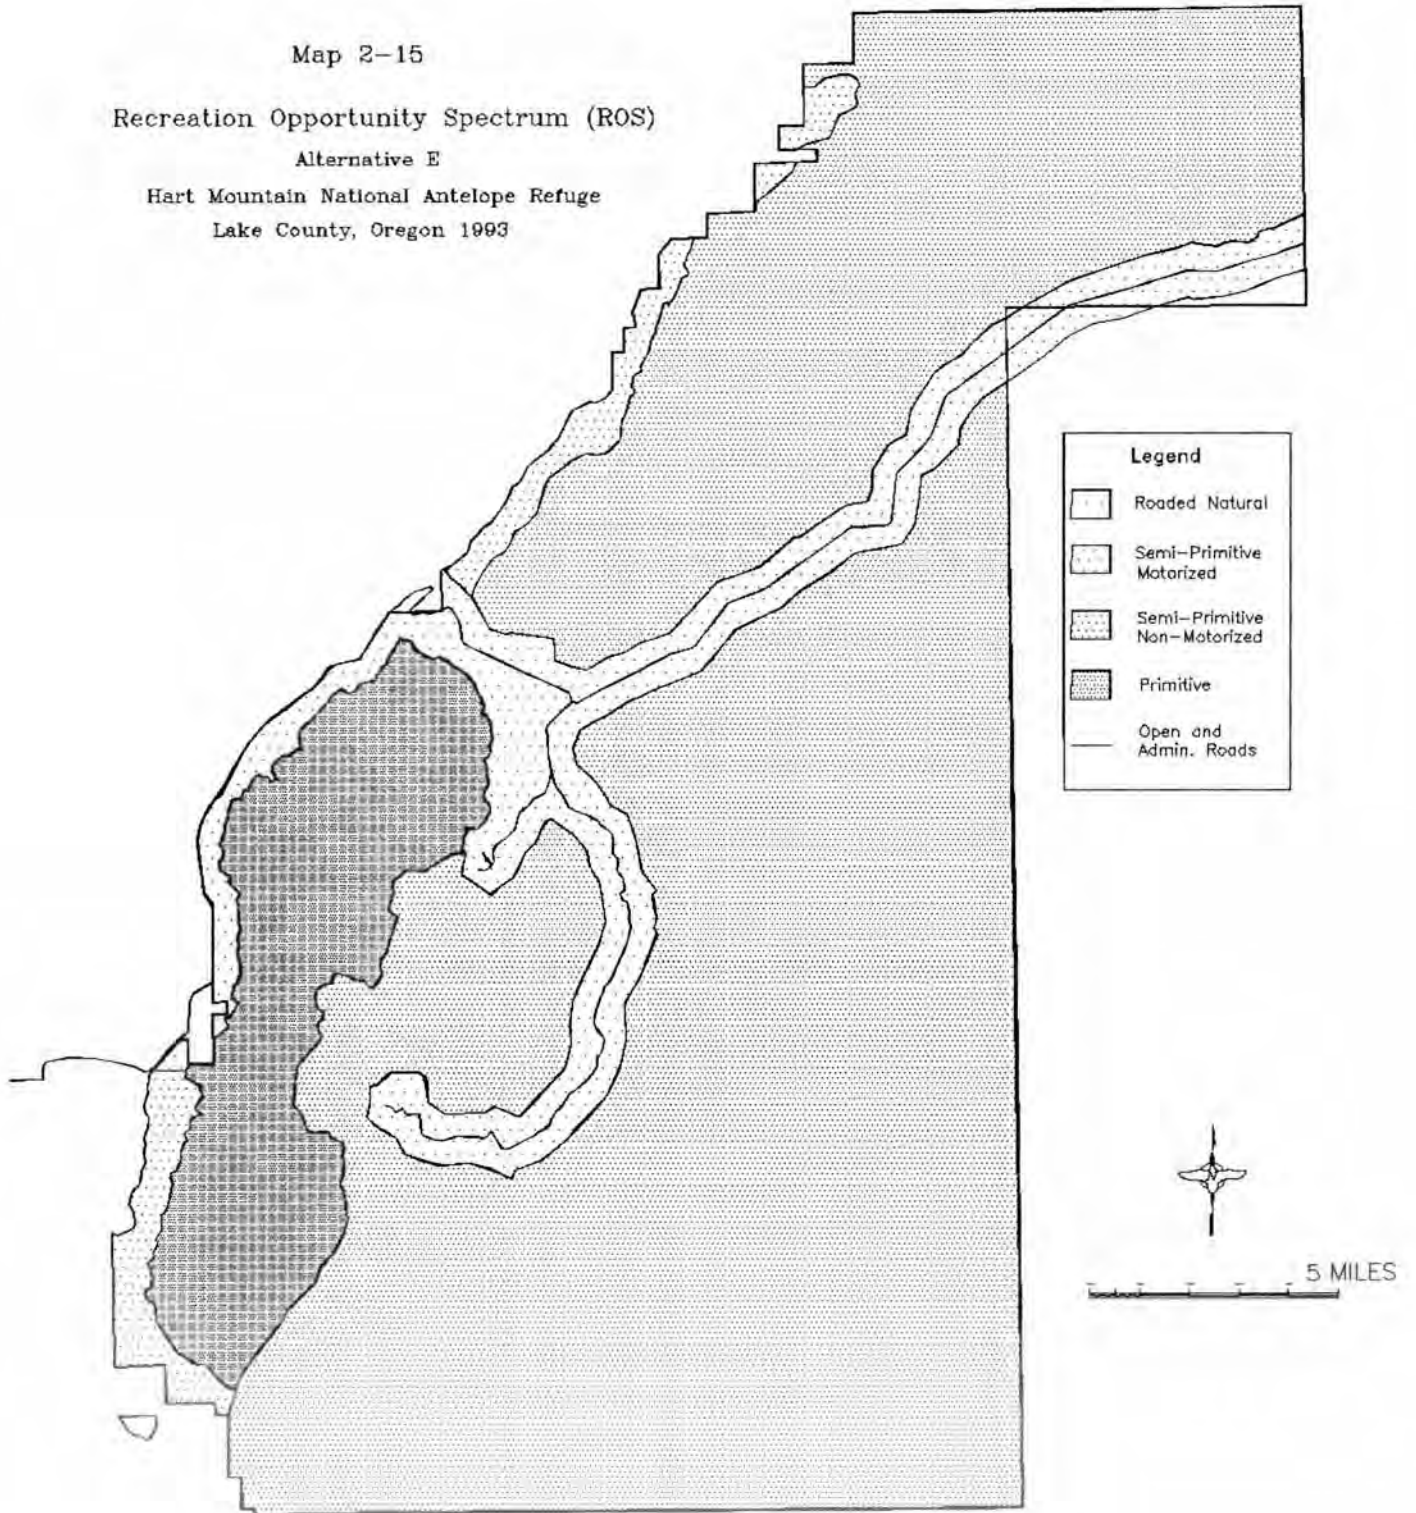 Map 2-15
Recreation Opportunity Spectrum (ROS)
Alternative E
Hart Mountain National Antelope Refuge
Lake County, Oregon 1993
Legend
Roaded Natural
Semi-Primitive
Motorized
Semi-Primitive
Non-Motorized
Primitive
Open and
Admin. Roads
5 MILES